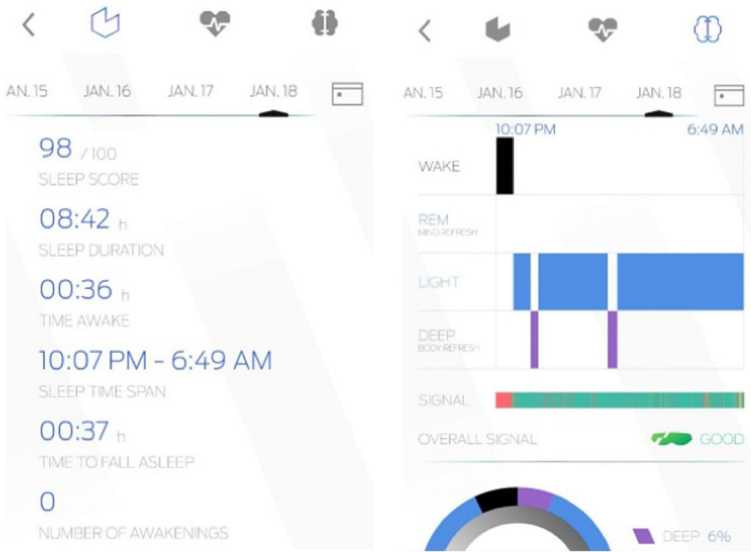 AN. 15 JAN. 16 JAN. 17 JAN. 18
98 / 100
SLEEP SCORE
08:42 h
SLEEP DURATION
00:36 h
TIME AWAKE
10:07 PM - 6:49 AM
SLEEP TIME SPAN
00:37 h
TIME TO FALL ASLEEP
0
NUMBER OF AWAKENINGS
AN. 15 JAN. 16 JAN. 17 JAN. 18
10:07 PM 6:49 AM
WAKE
REM
MIND REFRESH
LIGHT
DEEP
BODY REFRESH
SIGNAL
OVERALL SIGNAL GOOD
DEEP 6%